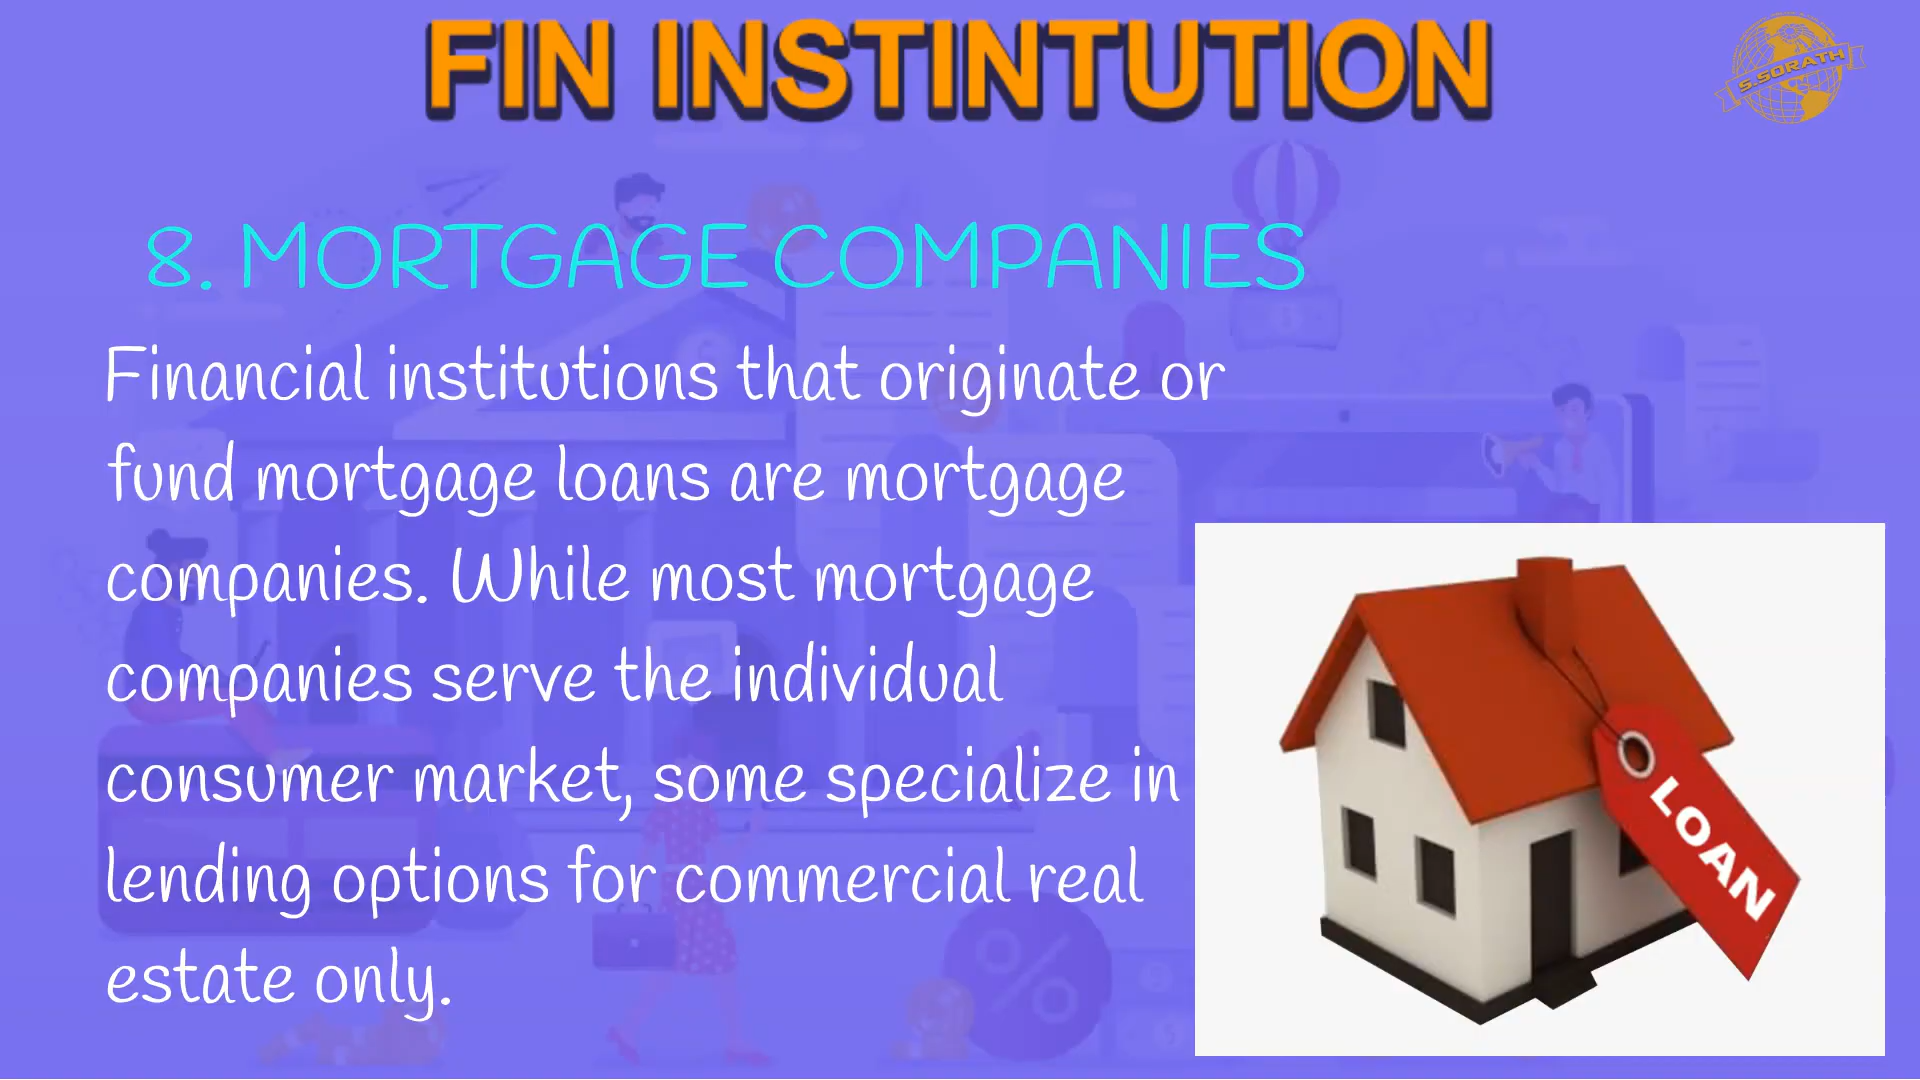 FIN INSTINTUTION
S.SORATH
8. MORTGAGE COMPANIES
Financial institutions that originate or
fund mortgage loans are mortgage
companies. While most mortgage
companies serve the individual
consumer market, some specialize in
lending options for commercial real
estate only.
LOAN